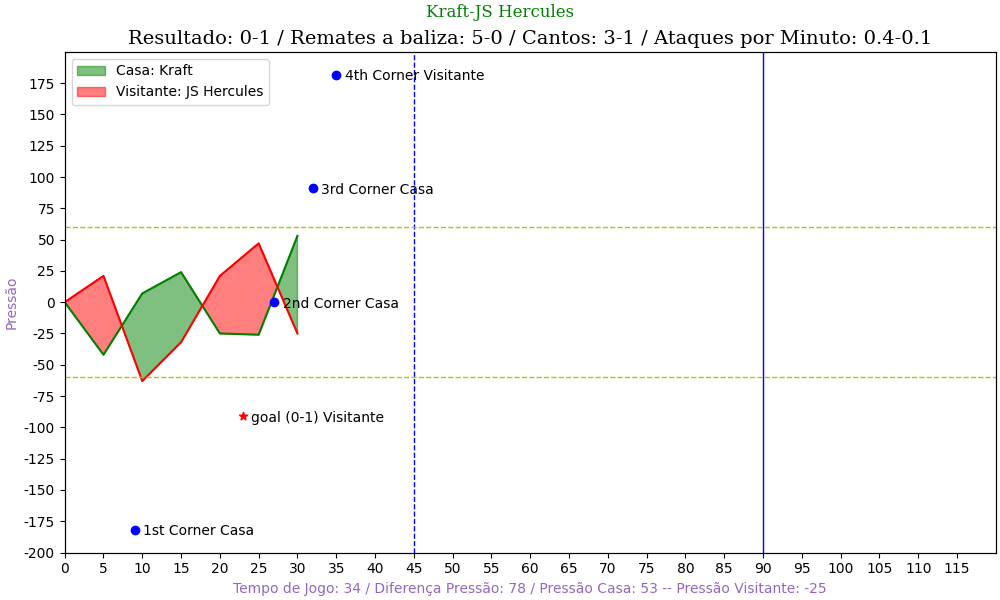 Kraft-JS Hercules
Resultado: 0-1 / Remates a baliza: 5-0 / Cantos: 3-1 / Ataques por Minuto: 0.4-0.1
Casa: Kraft
Visitante: JS Hercules
4th Corner Visitante
3rd Corner Casa
2nd Corner Casa
goal (0-1) Visitante
1st Corner Casa
Pressão
175
150
125
100
75
50
25
0
-25
-50
-75
-100
-125
-150
-175
-200
0 5 10 15 20 25 30 35 40 45 50 55 60 65 70 75 80 85 90 95 100 105 110 115
Tempo de Jogo: 34 / Diferença Pressão: 78 / Pressão Casa: 53 -- Pressão Visitante: -25